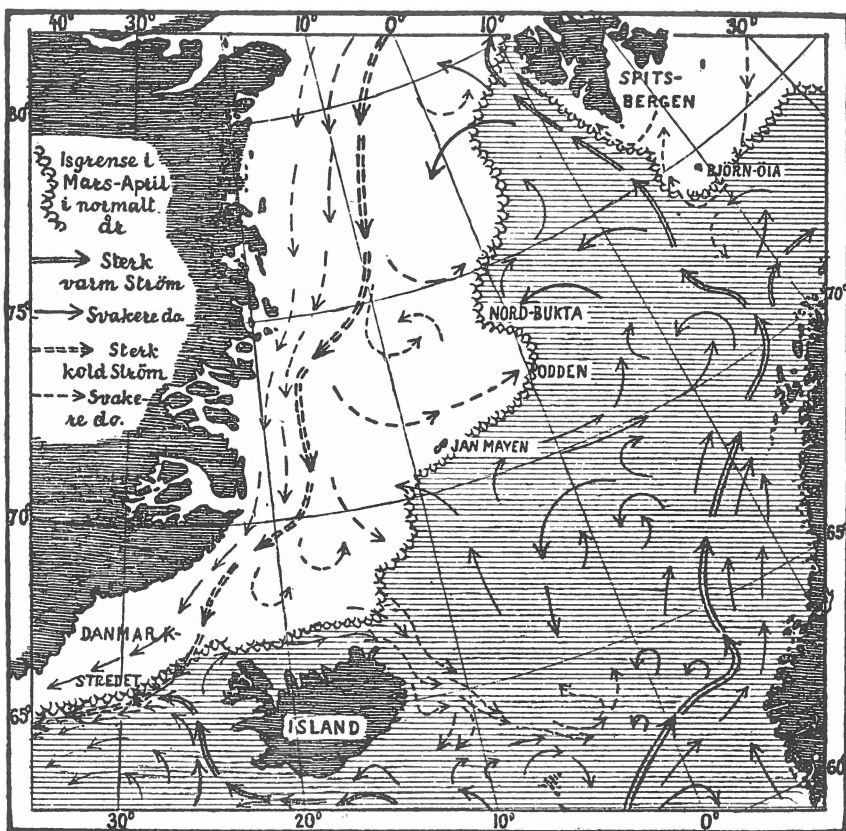 40° 30° 20° 10° 0° 10° 30°
80°
SPITS-
BERGEN
Isgrense i
Mars-April
i normalt
år
BJÖRN-ÖIA
Sterk
varm Ström
75°
70°
NORD-BUKTA
Svakere do.
Sterk
kold Ström
ODDEN
Svake-
re do.
JAN MAYEN
70°
65°
DANMARK-
STREDET
65°
ISLAND
60°
30° 20° 10° 0°